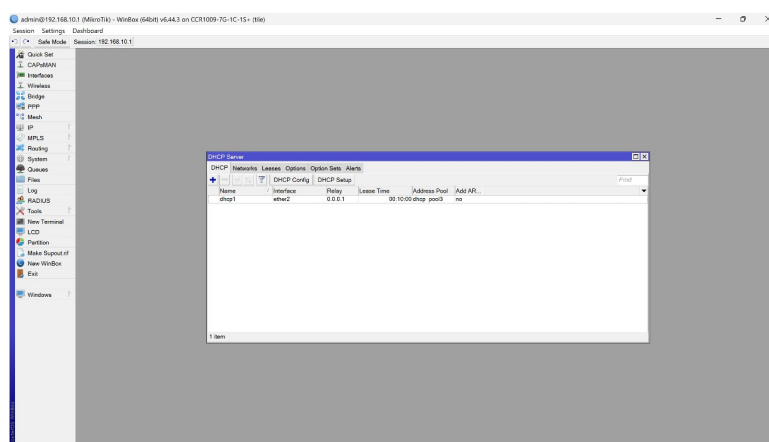 admin@192.168.10.1 (MikroTik) - WinBox (64bit) v6.44.3 on CCR1009-7G-1C-1S+ (tile)
Session Settings Dashboard
Safe Mode Session: 192.168.10.1
Quick Set
CAPsMAN
Interfaces
Wireless
Bridge
PPP
Mesh
IP
MPLS
Routing
System
Queues
Files
Log
RADIUS
Tools
New Terminal
LCD
Partition
Make Supout.rif
New WinBox
Exit
Windows
DHCP Server
DHCP Networks Leases Options Option Sets Alerts
DHCP Config DHCP Setup Find
Name / Interface Relay Lease Time Address Pool Add AR...
dhcp1 ether2 0.0.0.1 00:10:00 dhcp_pool3 no
1 item